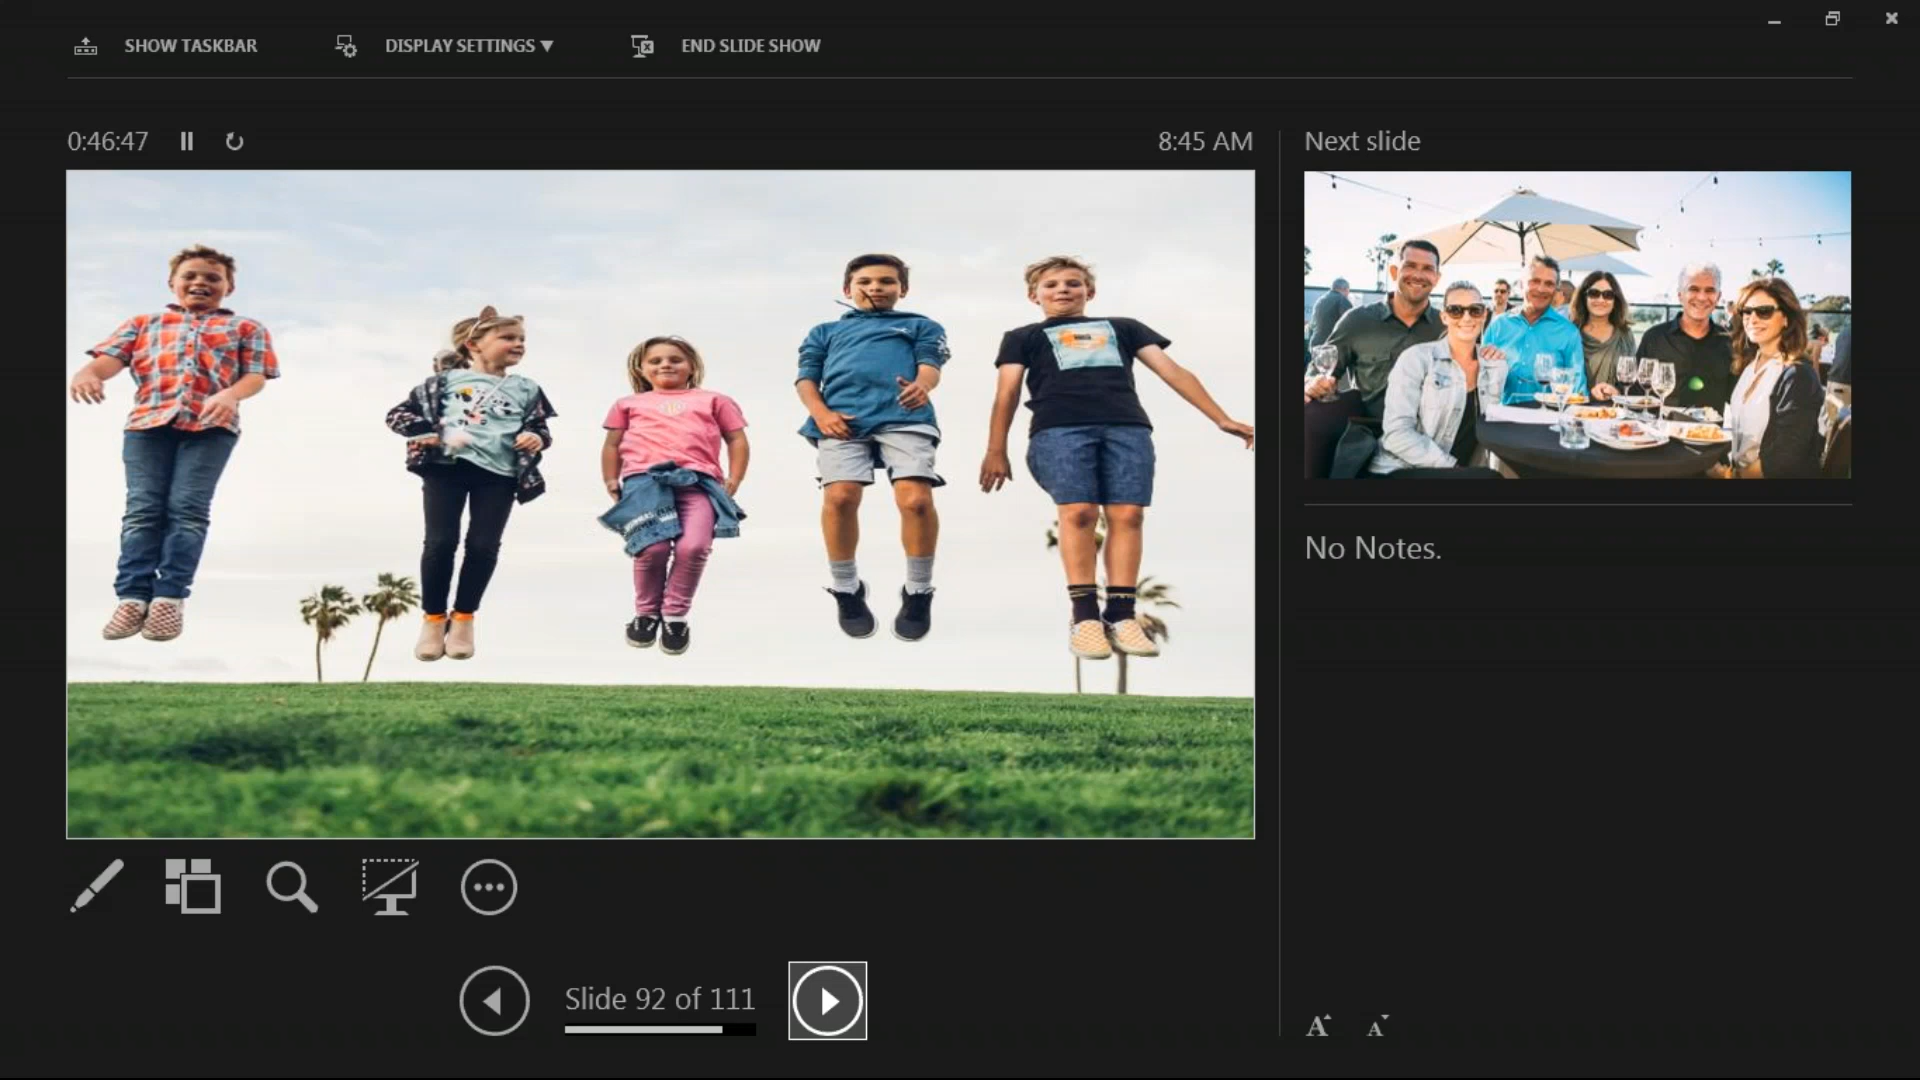 SHOW TASKBAR
DISPLAY SETTINGS ▼
END SLIDE SHOW
0:46:47
8:45 AM
Next slide
No Notes.
Slide 92 of 111
A
A